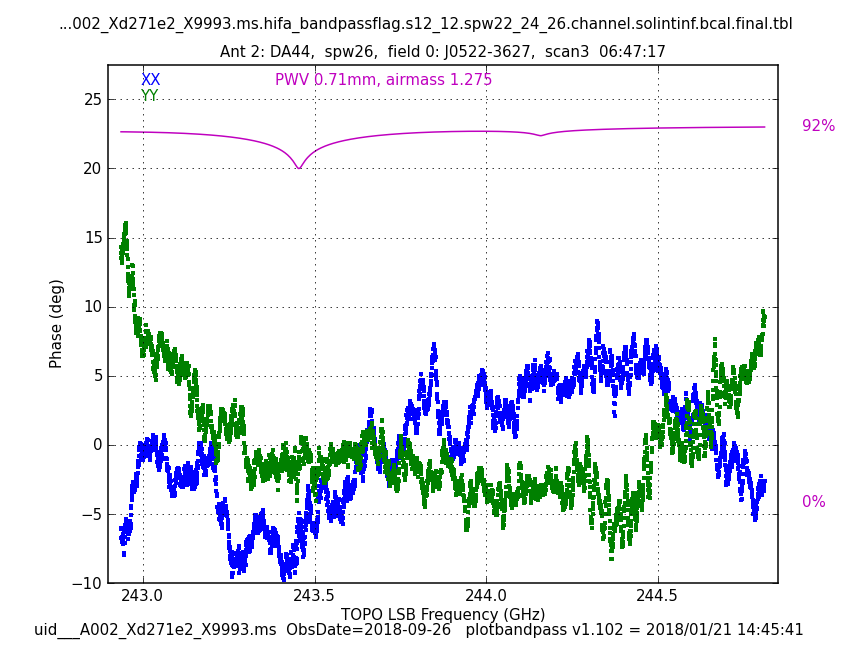 ...002_Xd271e2_X9993.ms.hifa_bandpassflag.s12_12.spw22_24_26.channel.solintinf.bcal.final.tbl
Ant 2: DA44,  spw26,  field 0: J0522-3627,  scan3  06:47:17
XX
PWV 0.71mm, airmass 1.275
YY
25
92%
20
15
10
Phase (deg)
5
0
0%
−5
−10
243.0 243.5 244.0 244.5
TOPO LSB Frequency (GHz)
uid___A002_Xd271e2_X9993.ms  ObsDate=2018-09-26   plotbandpass v1.102 = 2018/01/21 14:45:41